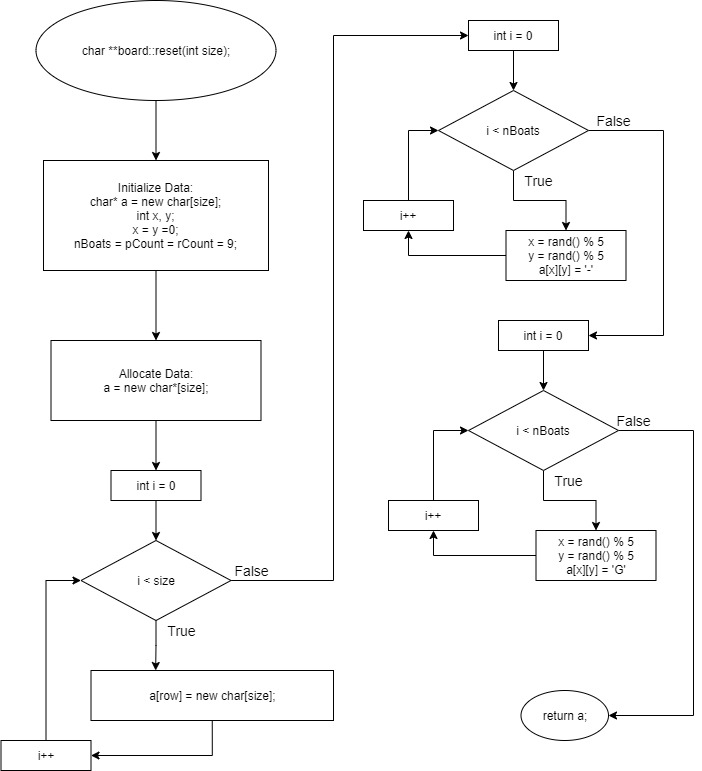 char **board::reset(int size);
Initialize Data:
char* a = new char[size];
int x, y;
x = y =0;
nBoats = pCount = rCount = 9;
Allocate Data:
a = new char*[size];
int i = 0
i < size
False
True
a[row] = new char[size];
i++
int i = 0
i < nBoats
False
True
i++
x = rand() % 5
y = rand() % 5
a[x][y] = '-'
int i = 0
i < nBoats
False
True
i++
x = rand() % 5
y = rand() % 5
a[x][y] = 'G'
return a;